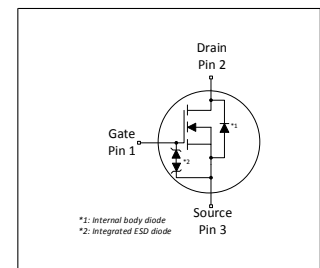 Drain
Pin 2
*1
Gate
Pin 1
*2
Source
Pin 3
*1: Internal body diode
*2: Integrated ESD diode